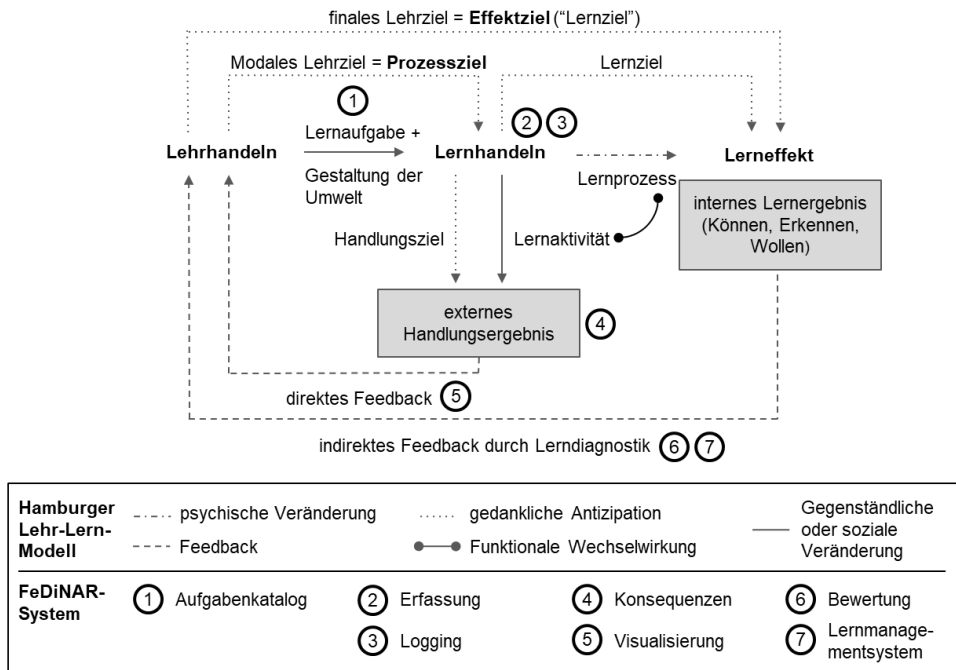 finales Lehrziel = Effektziel (“Lernziel”)
Modales Lehrziel = Prozessziel
Lernziel
1
2 3
Lernaufgabe +
Lehrhandeln
Lernhandeln
Lerneffekt
Gestaltung der
Umwelt
Lernprozess
internes Lernergebnis
(Können, Erkennen,
Wollen)
Handlungsziel
Lernaktivität
externes
Handlungsergebnis
4
direktes Feedback 5
indirektes Feedback durch Lerndiagnostik 6 7
Hamburger
Lehr-Lern-
Modell
psychische Veränderung
gedankliche Antizipation
Gegenständliche
oder soziale
Veränderung
Feedback
Funktionale Wechselwirkung
FeDiNAR-
System
1 Aufgabenkatalog
2 Erfassung
3 Logging
4 Konsequenzen
5 Visualisierung
6 Bewertung
7 Lernmanage-
mentsystem